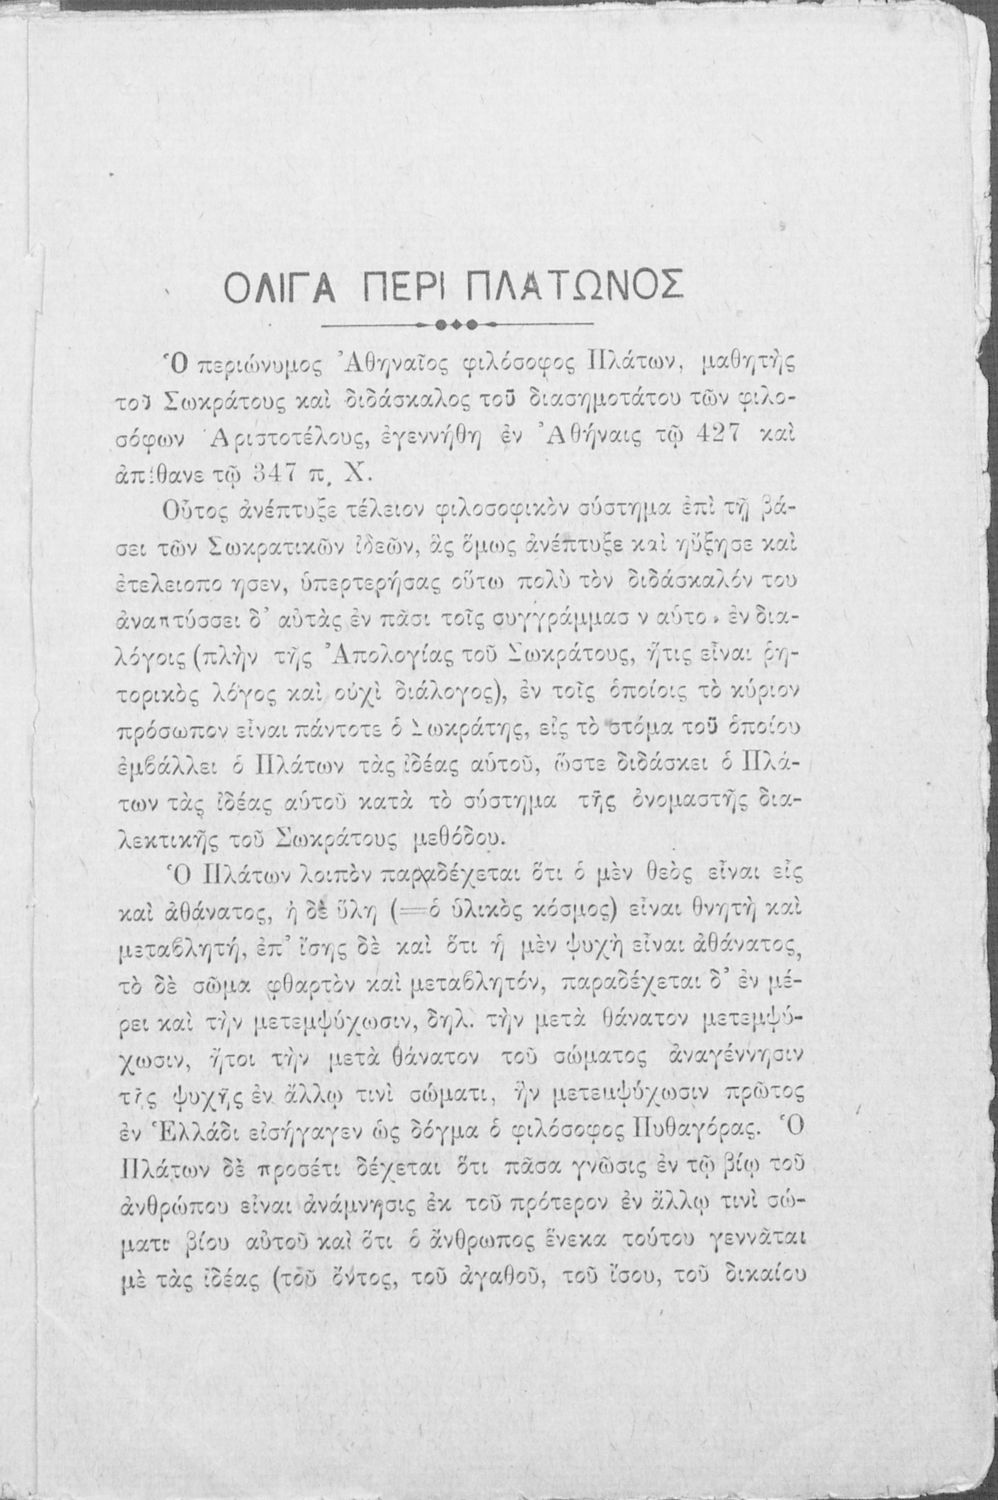 ΟΛΙΓΑ ΠΕΡΙ ΠΛΑΤΩΝΟΣ
Ὁ περιώνυμος Ἀθηναῖος φιλόσοφος Πλάτων, μαθητὴς
τοῦ Σωκράτους καὶ διδάσκαλος τοῦ διασημοτάτου τῶν φιλο-
σόφων Ἀριστοτέλους, ἐγεννήθη ἐν Ἀθήναις τῷ 427 καὶ
ἀπέθανε τῷ 347 π. Χ.
Οὗτος ἀνέπτυξε τέλειον φιλοσοφικὸν σύστημα ἐπὶ τῇ βά-
σει τῶν Σωκρατικῶν ἰδεῶν, ἃς ὅμως ἀνέπτυξε καὶ ηὔξησε καὶ
ἐτελειοπο ησεν, ὑπερτερήσας οὕτω πολὺ τὸν διδάσκαλόν του
ἀναπτύσσει δ' αὐτὰς ἐν πᾶσι τοῖς συγγράμμασ ν αὐτο ἐν δια-
λόγοις (πλὴν τῆς Ἀπολογίας τοῦ Σωκράτους, ἥτις εἶναι ῥη-
τορικὸς λόγος καὶ οὐχὶ διάλογος), ἐν τοῖς ὁποίοις τὸ κύριον
πρόσωπον εἶναι πάντοτε ὁ Σωκράτης, εἰς τὸ στόμα τοῦ ὁποίου
ἐμβάλλει ὁ Πλάτων τὰς ἰδέας αὑτοῦ, ὥστε διδάσκει ὁ Πλά-
των τὰς ἰδέας αὑτοῦ κατὰ τὸ σύστημα τῆς ὀνομαστῆς δια-
λεκτικῆς τοῦ Σωκράτους μεθόδου.
Ὁ Πλάτων λοιπὸν παραδέχεται ὅτι ὁ μὲν θεὸς εἶναι εἷς
καὶ ἀθάνατος, ἡ δὲ ὕλη (=ὁ ὑλικὸς κόσμος) εἶναι θνητὴ καὶ
μεταβλητή, ἐπ' ἴσης δὲ καὶ ὅτι ἡ μὲν ψυχὴ εἶναι ἀθάνατος,
τὸ δὲ σῶμα φθαρτὸν καὶ μεταβλητόν, παραδέχεται δ' ἐν μέ-
ρει καὶ τὴν μετεμψύχωσιν, δηλ. τὴν μετὰ θάνατον μετεμψύ-
χωσιν, ἤτοι τὴν μετὰ θάνατον τοῦ σώματος ἀναγέννησιν
τῆς ψυχῆς ἐν ἄλλῳ τινὶ σώματι, ἣν μετεμψύχωσιν πρῶτος
ἐν Ἑλλάδι εἰσήγαγεν ὡς δόγμα ὁ φιλόσοφος Πυθαγόρας. Ὁ
Πλάτων δὲ προσέτι δέχεται ὅτι πᾶσα γνῶσις ἐν τῷ βίῳ τοῦ
ἀνθρώπου εἶναι ἀνάμνησις ἐκ τοῦ πρότερον ἐν ἄλλῳ τινὶ σώ-
ματι βίου αὐτοῦ καὶ ὅτι ὁ ἄνθρωπος ἕνεκα τούτου γεννᾶται
μὲ τὰς ἰδέας (τοῦ ὄντος, τοῦ ἀγαθοῦ, τοῦ ἴσου, τοῦ δικαίου